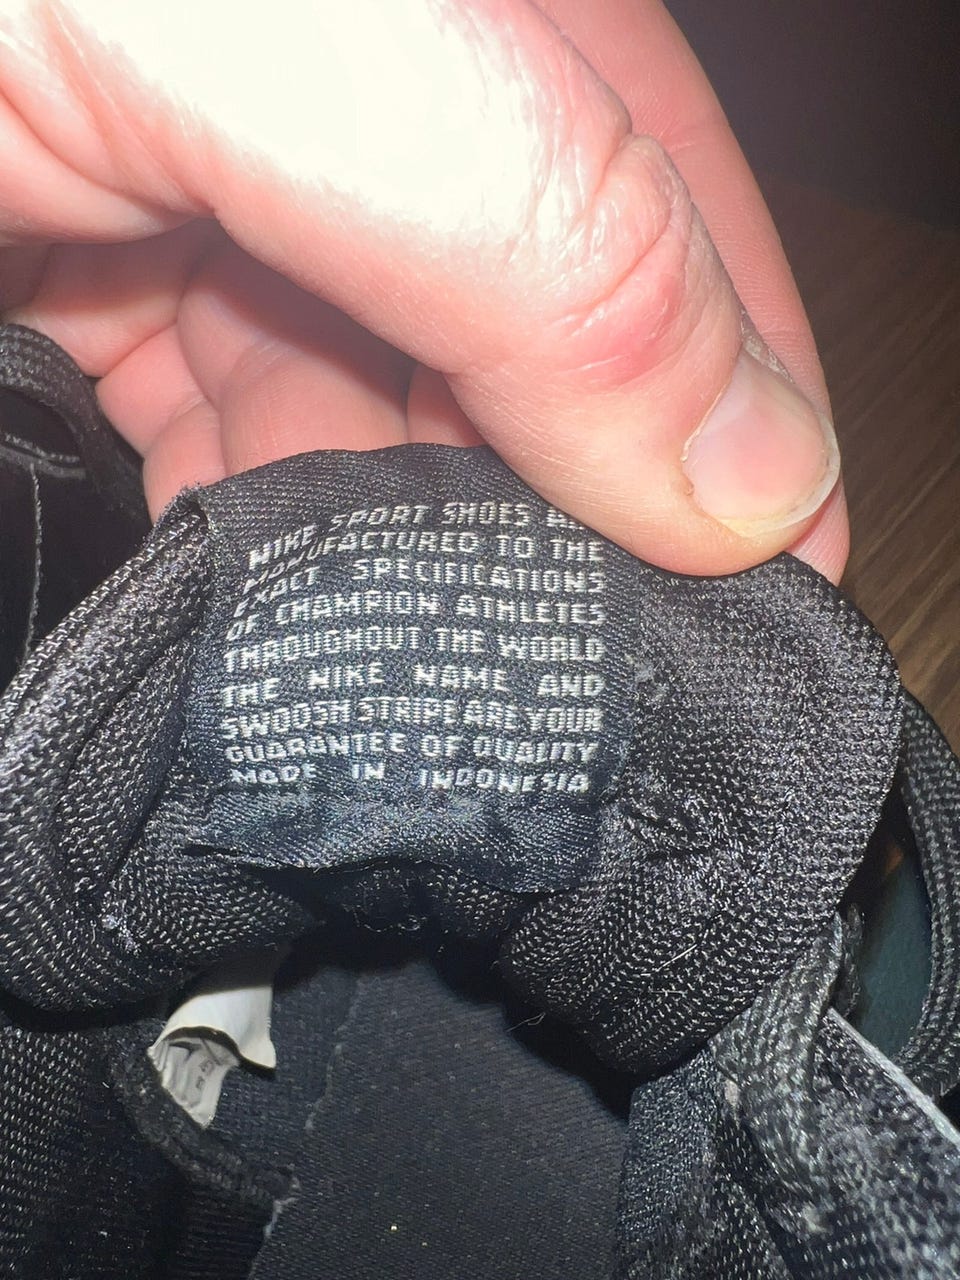 NIKE SPORT SHOES
MANUFACTURED TO THE
EXACT SPECIFICATIONS
OF CHAMPION ATHLETES
THROUGHOUT THE WORLD
THE NIKE NAME AND
SWOOSH STRIPE ARE YOUR
GUARANTEE OF QUALITY
MADE IN INDONESIA